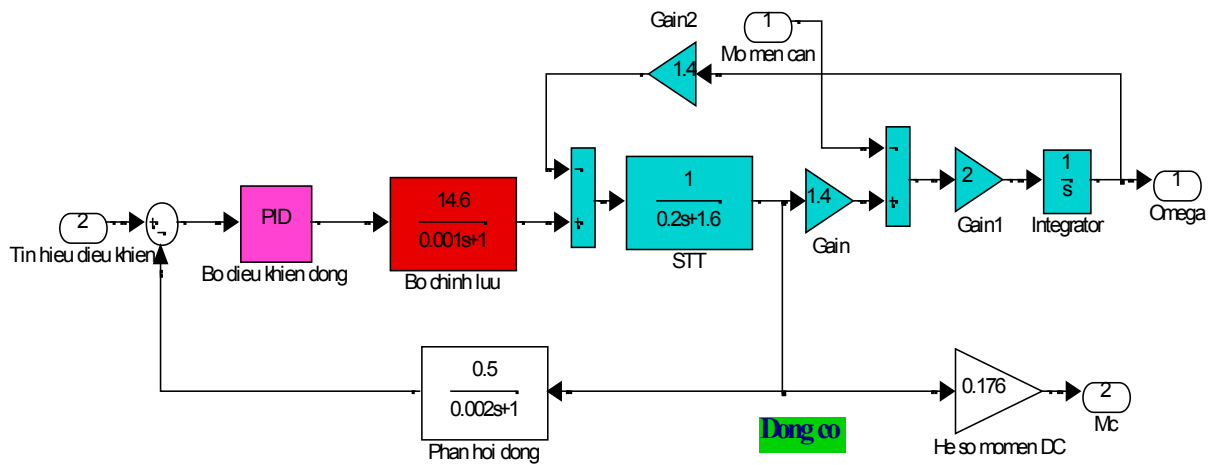 Gain2
1
Mo men can
1.4
-
-
1
0.2s+1.6
STT
+
1.4
Gain
+
2
Gain1
1
s
Integrator
1
Omega
2
Tin hieu dieu khien
+
-
PID
Bo dieu khien dong
14.6
0.001s+1
Bo chinh luu
0.5
0.002s+1
Phan hoi dong
Dong co
0.176
He so momen DC
2
Mc